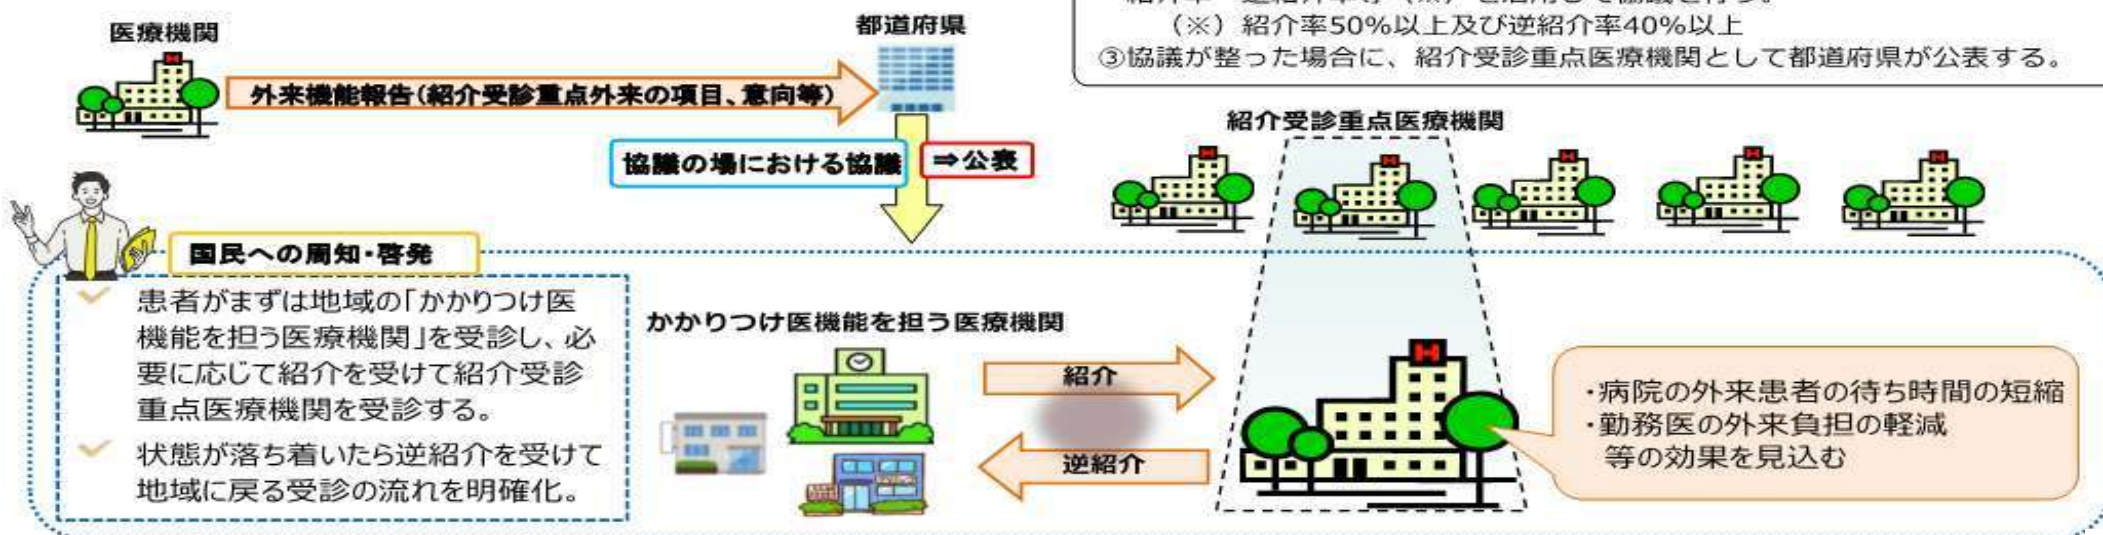 (※)紹介率50%以上及び逆紹介率40%以上
③協議が整った場合に、紹介受診重点医療機関として都道府県が公表する。
医療機関
都道府県
外来機能報告(紹介受診重点外来の項目、意向等)
協議の場における協議
⇒公表
紹介受診重点医療機関
国民への周知・啓発
患者がまずは地域の「かかりつけ医
機能を担う医療機関」を受診し、必
要に応じて紹介を受けて紹介受診
重点医療機関を受診する。
状態が落ち着いたら逆紹介を受けて
地域に戻る受診の流れを明確化。
かかりつけ医機能を担う医療機関
紹介
逆紹介
・病院の外来患者の待ち時間の短縮
・勤務医の外来負担の軽減
等の効果を見込む